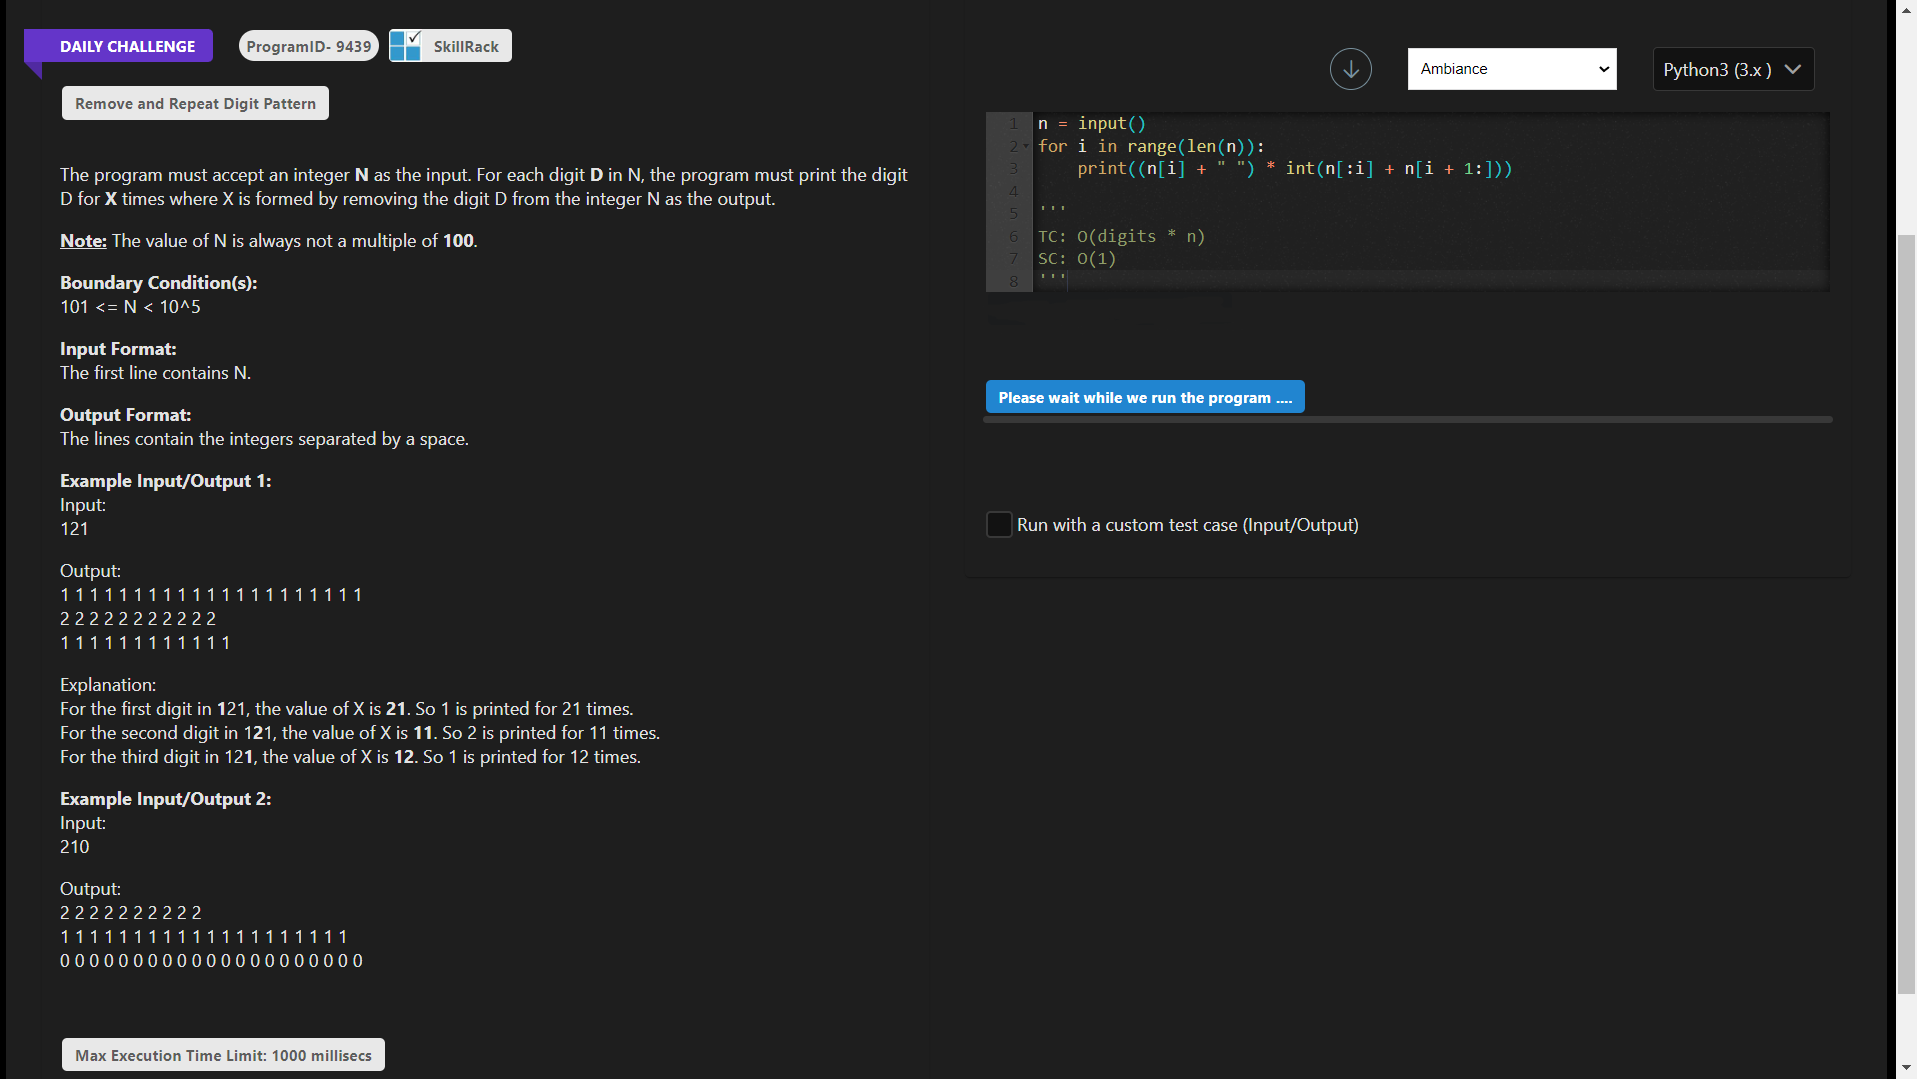 DAILY CHALLENGE
ProgramID- 9439
SkillRack
Remove and Repeat Digit Pattern
The program must accept an integer N as the input. For each digit D in N, the program must print the digit
D for X times where X is formed by removing the digit D from the integer N as the output.
Note: The value of N is always not a multiple of 100.
Boundary Condition(s):
101 <= N < 10^5
Input Format:
The first line contains N.
Output Format:
The lines contain the integers separated by a space.
Example Input/Output 1:
Input:
121
Output:
1 1 1 1 1 1 1 1 1 1 1 1 1 1 1 1 1 1 1 1 1
2 2 2 2 2 2 2 2 2 2 2
1 1 1 1 1 1 1 1 1 1 1 1
Explanation:
For the first digit in 121, the value of X is 21. So 1 is printed for 21 times.
For the second digit in 121, the value of X is 11. So 2 is printed for 11 times.
For the third digit in 121, the value of X is 12. So 1 is printed for 12 times.
Example Input/Output 2:
Input:
210
Output:
2 2 2 2 2 2 2 2 2 2
1 1 1 1 1 1 1 1 1 1 1 1 1 1 1 1 1 1 1 1
0 0 0 0 0 0 0 0 0 0 0 0 0 0 0 0 0 0 0 0 0
Max Execution Time Limit: 1000 millisecs
Ambiance
Python3 (3.x )
1 n = input()
2 for i in range(len(n)):
3     print((n[i] + " ") * int(n[:i] + n[i + 1:]))
4
5 '''
6 TC: O(digits * n)
7 SC: O(1)
8 '''
Please wait while we run the program ....
Run with a custom test case (Input/Output)